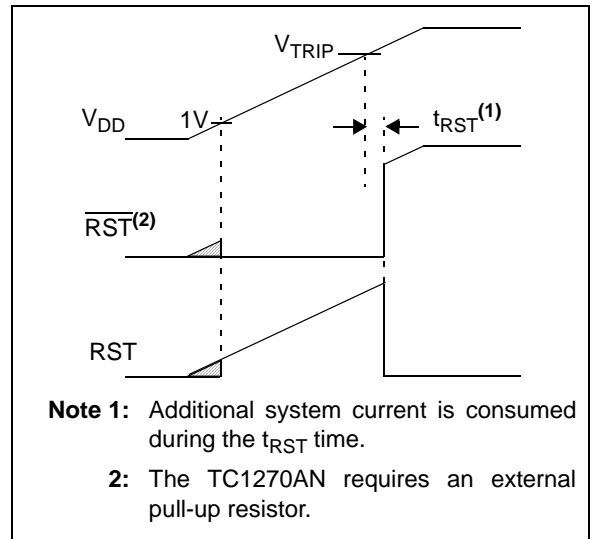 V_TRIP
V_DD 1V t_RST(1)
R̅S̅T̅(2)
RST
Note 1: Additional system current is consumed
during the t_RST time.
2: The TC1270AN requires an external
pull-up resistor.